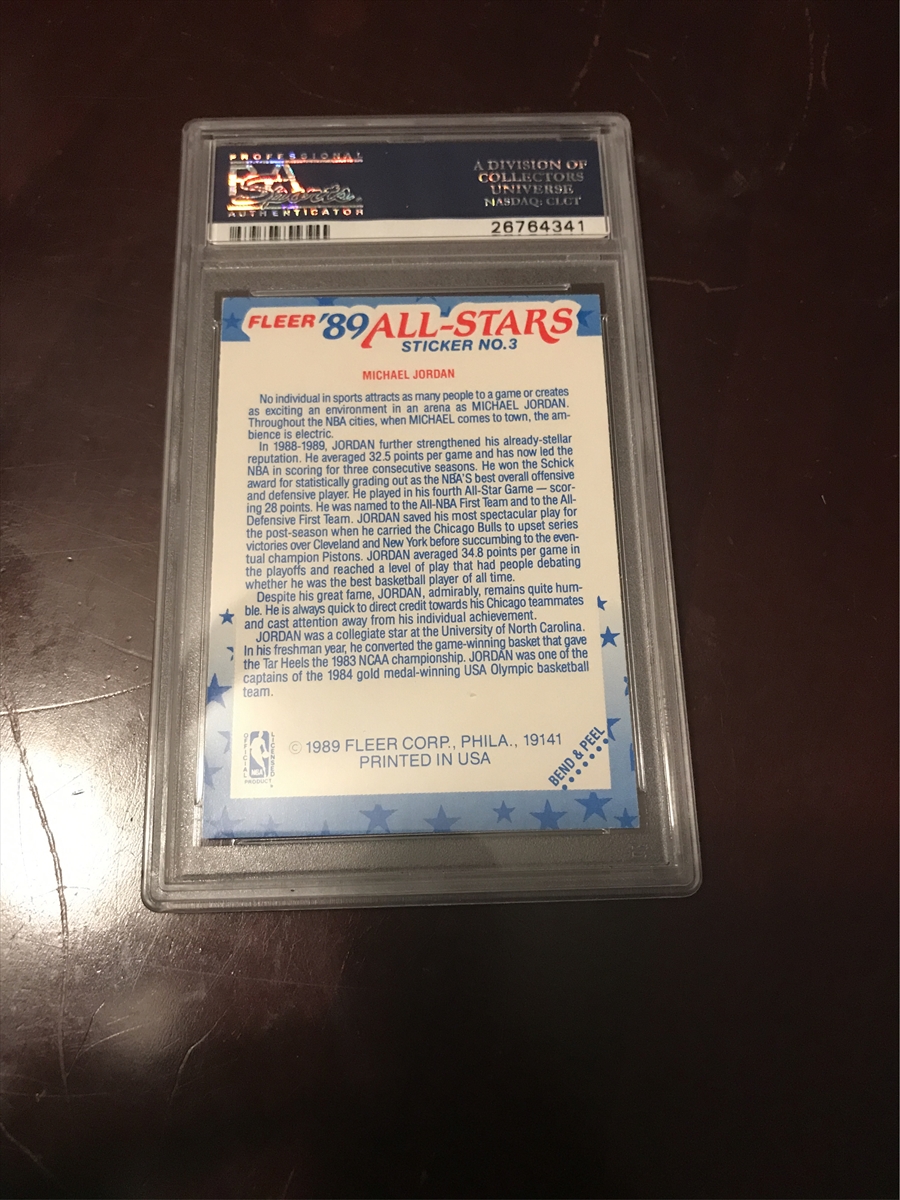 PROFESSIONAL
PSA
Sports
AUTHENTICATOR
A DIVISION OF
COLLECTORS
UNIVERSE
NASDAQ: CLCT
26764341
FLEER '89 ALL-STARS
STICKER NO.3
MICHAEL JORDAN
No individual in sports attracts as many people to a game or creates
as exciting an environment in an arena as MICHAEL JORDAN.
Throughout the NBA cities, when MICHAEL comes to town, the am-
bience is electric.
In 1988-1989, JORDAN further strengthened his already-stellar
reputation. He averaged 32.5 points per game and has now led the
NBA in scoring for three consecutive seasons. He won the Schick
award for statistically grading out as the NBA'S best overall offensive
and defensive player. He played in his fourth All-Star Game — scor-
ing 28 points. He was named to the All-NBA First Team and to the All-
Defensive First Team. JORDAN saved his most spectacular play for
the post-season when he carried the Chicago Bulls to upset series
victories over Cleveland and New York before succumbing to the even-
tual champion Pistons. JORDAN averaged 34.8 points per game in
the playoffs and reached a level of play that had people debating
whether he was the best basketball player of all time.
Despite his great fame, JORDAN, admirably, remains quite hum-
ble. He is always quick to direct credit towards his Chicago teammates
and cast attention away from his individual achievement.
JORDAN was a collegiate star at the University of North Carolina.
In his freshman year, he converted the game-winning basket that gave
the Tar Heels the 1983 NCAA championship. JORDAN was one of the
captains of the 1984 gold medal-winning USA Olympic basketball
team.
OFFICIAL
NBA
LICENSED
PRODUCT
© 1989 FLEER CORP., PHILA., 19141
PRINTED IN USA
BEND & PEEL